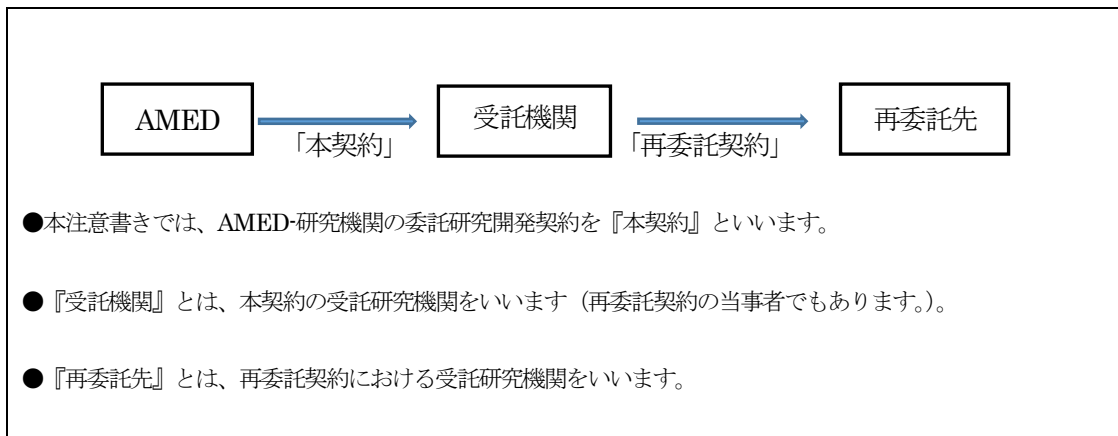 AMED
受託機関
再委託先
「本契約」
「再委託契約」
●本注意書きでは、AMED-研究機関の委託研究開発契約を『本契約』といいます。
●『受託機関』とは、本契約の受託研究機関をいいます（再委託契約の当事者でもあります。）。
●『再委託先』とは、再委託契約における受託研究機関をいいます。